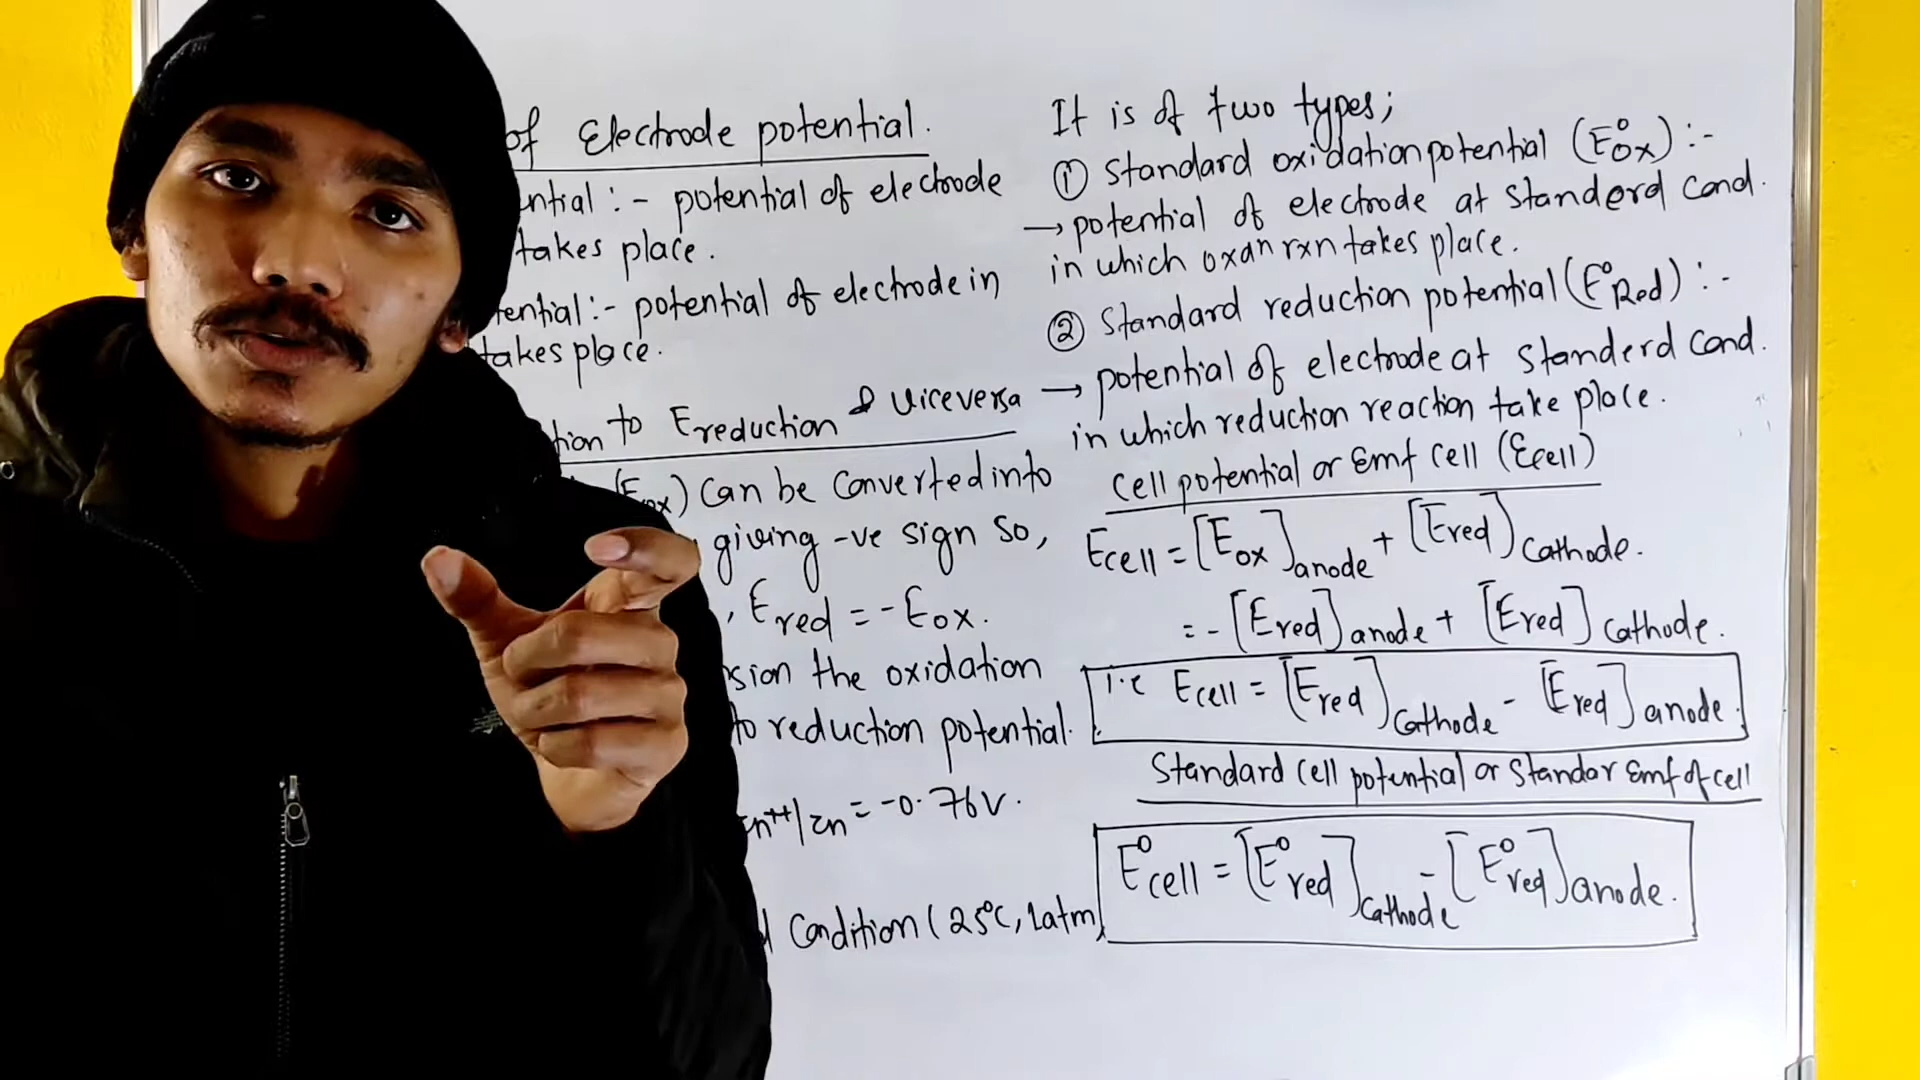 of Electrode potential.
ntial :- potential of electrode
takes place.
tential :- potential of electrode in
takes place.
tion to Ereduction & viceversa
(Eox) can be converted into
giving -ve sign so,
, Ered = -Eox.
sion the oxidation
to reduction potential.
zn++/zn = -0.76V.
Condition (25°C, 1atm)
It is of two types;
① Standard oxidation potential (E°ox) :-
→ potential of electrode at standerd cond.
in which oxdn rxn takes place.
② Standard reduction potential (E°Red) :-
→ potential of electrode at standerd cond.
in which reduction reaction take place.
Cell potential or Emf cell (Ecell)
Ecell = [Eox]anode + [Ered]Cathode.
= - [Ered]anode + [Ered]Cathode.
i.e Ecell = [Ered]Cathode - [Ered]anode.
Standard cell potential or Standar Emf of cell
E°cell = [E°red]Cathode - [E°red]anode.